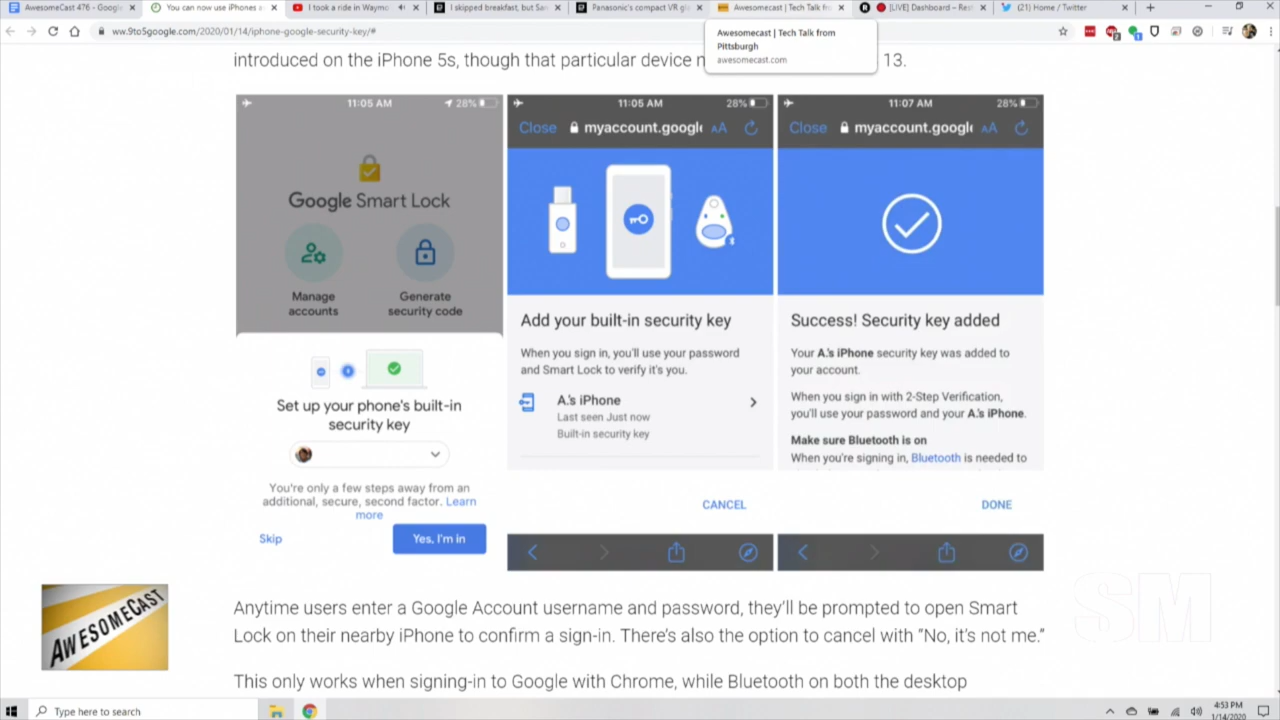 AwesomeCast 476 - Google
You can now use iPhones a
I took a ride in Waymo
I skipped breakfast, but Sam
Panasonic's compact VR gl
Awesomecast | Tech Talk from
[LIVE] Dashboard – Rest
(21) Home / Twitter
ww.9to5google.com/2020/01/14/iphone-google-security-key/#
Awesomecast | Tech Talk from
Pittsburgh
awesomecast.com
introduced on the iPhone 5s, though that particular device
13.
11:05 AM
28%
Google Smart Lock
Manage
accounts
Generate
security code
Set up your phone's built-in
security key
You're only a few steps away from an
additional, secure, second factor. Learn
more
Skip
Yes, I'm in
11:05 AM
28%
Close
myaccount.googl
AA
Add your built-in security key
When you sign in, you'll use your password
and Smart Lock to verify it's you.
A.'s iPhone
Last seen Just now
Built-in security key
CANCEL
11:07 AM
28%
Close
myaccount.googl
AA
Success! Security key added
Your A.'s iPhone security key was added to
your account.
When you sign in with 2-Step Verification,
you'll use your password and your A.'s iPhone.
Make sure Bluetooth is on
When you're signing in, Bluetooth is needed to
DONE
Anytime users enter a Google Account username and password, they'll be prompted to open Smart
Lock on their nearby iPhone to confirm a sign-in. There's also the option to cancel with “No, it's not me.”
This only works when signing-in to Google with Chrome, while Bluetooth on both the desktop
AWESOMECAST
SM
Type here to search
4:53 PM
1/14/2020